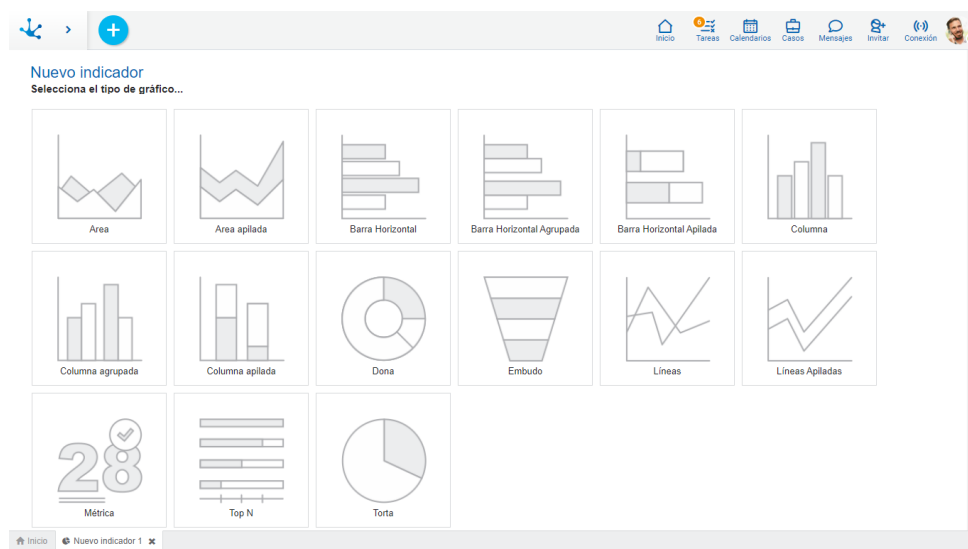 6
Inicio
Tareas
Calendarios
Casos
Mensajes
Invitar
Conexión
Nuevo indicador
Selecciona el tipo de gráfico...
Area
Area apilada
Barra Horizontal
Barra Horizontal Agrupada
Barra Horizontal Apilada
Columna
Columna agrupada
Columna apilada
Dona
Embudo
Líneas
Líneas Apiladas
28
Métrica
Top N
Torta
Inicio
Nuevo indicador 1